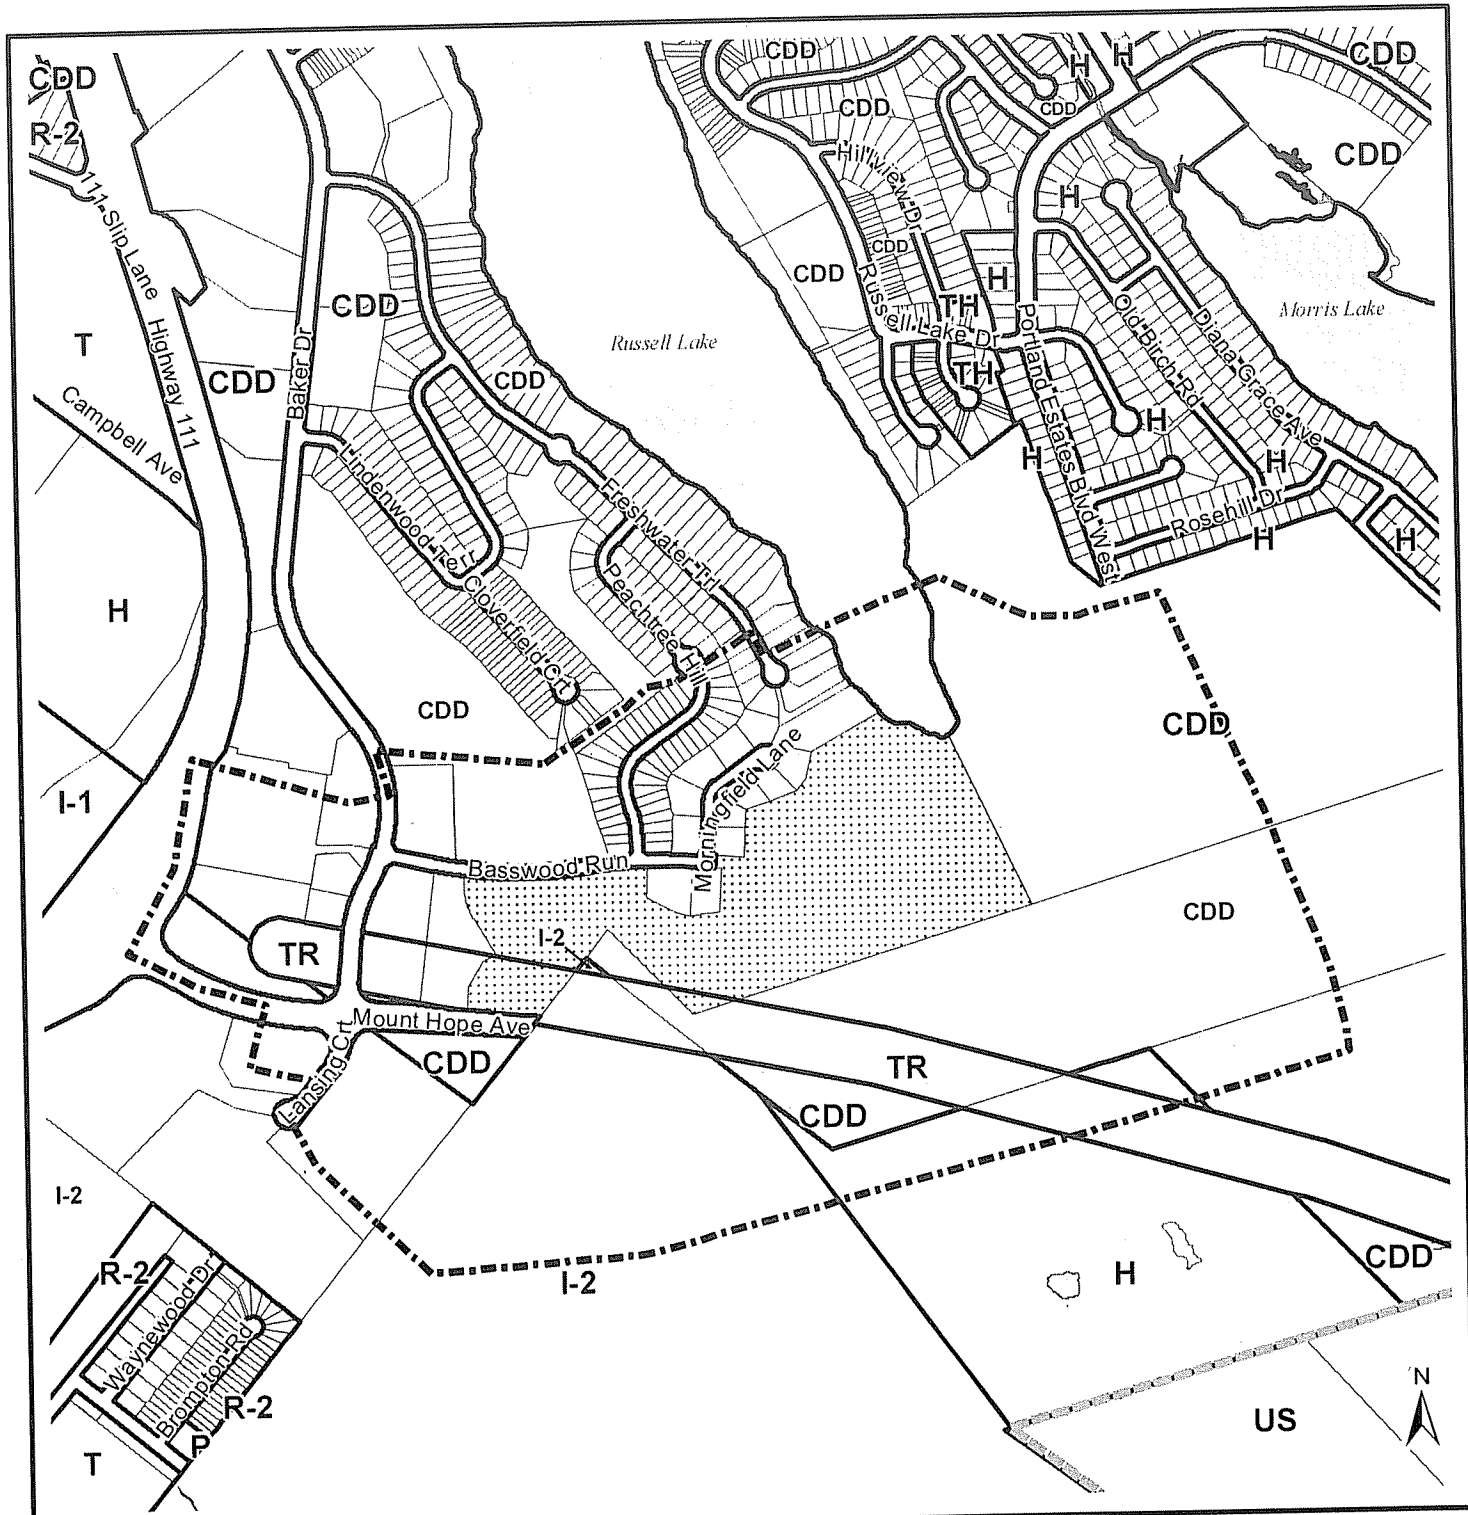 CDD
H
H
CDD
CDD
CDD
CDD
CDD
R-2
Hillview Dr
CDD
111-Slip Lane
H
CDD
CDD
H
Russell Lake Dr
TH
CDD
Highway 111
T
Baker Dr
Russell Lake
Portland Estates Blvd West
Old Birch Rd
Diana Grace Ave
Morris Lake
CDD
CDD
TH
Campbell Ave
H
H
H
Lindenwood Terr
Freshwater Trl
Rosehill Dr
H
H
H
Peachtree Hill
Cloverfield Crt
CDD
CDD
I-1
Morningfield Lane
Basswood Run
CDD
TR
I-2
Mount Hope Ave
Lansing Crt
CDD
TR
CDD
I-2
R-2
Waynewood Dr
I-2
H
CDD
Brompton Rd
R-2
P
T
US
N